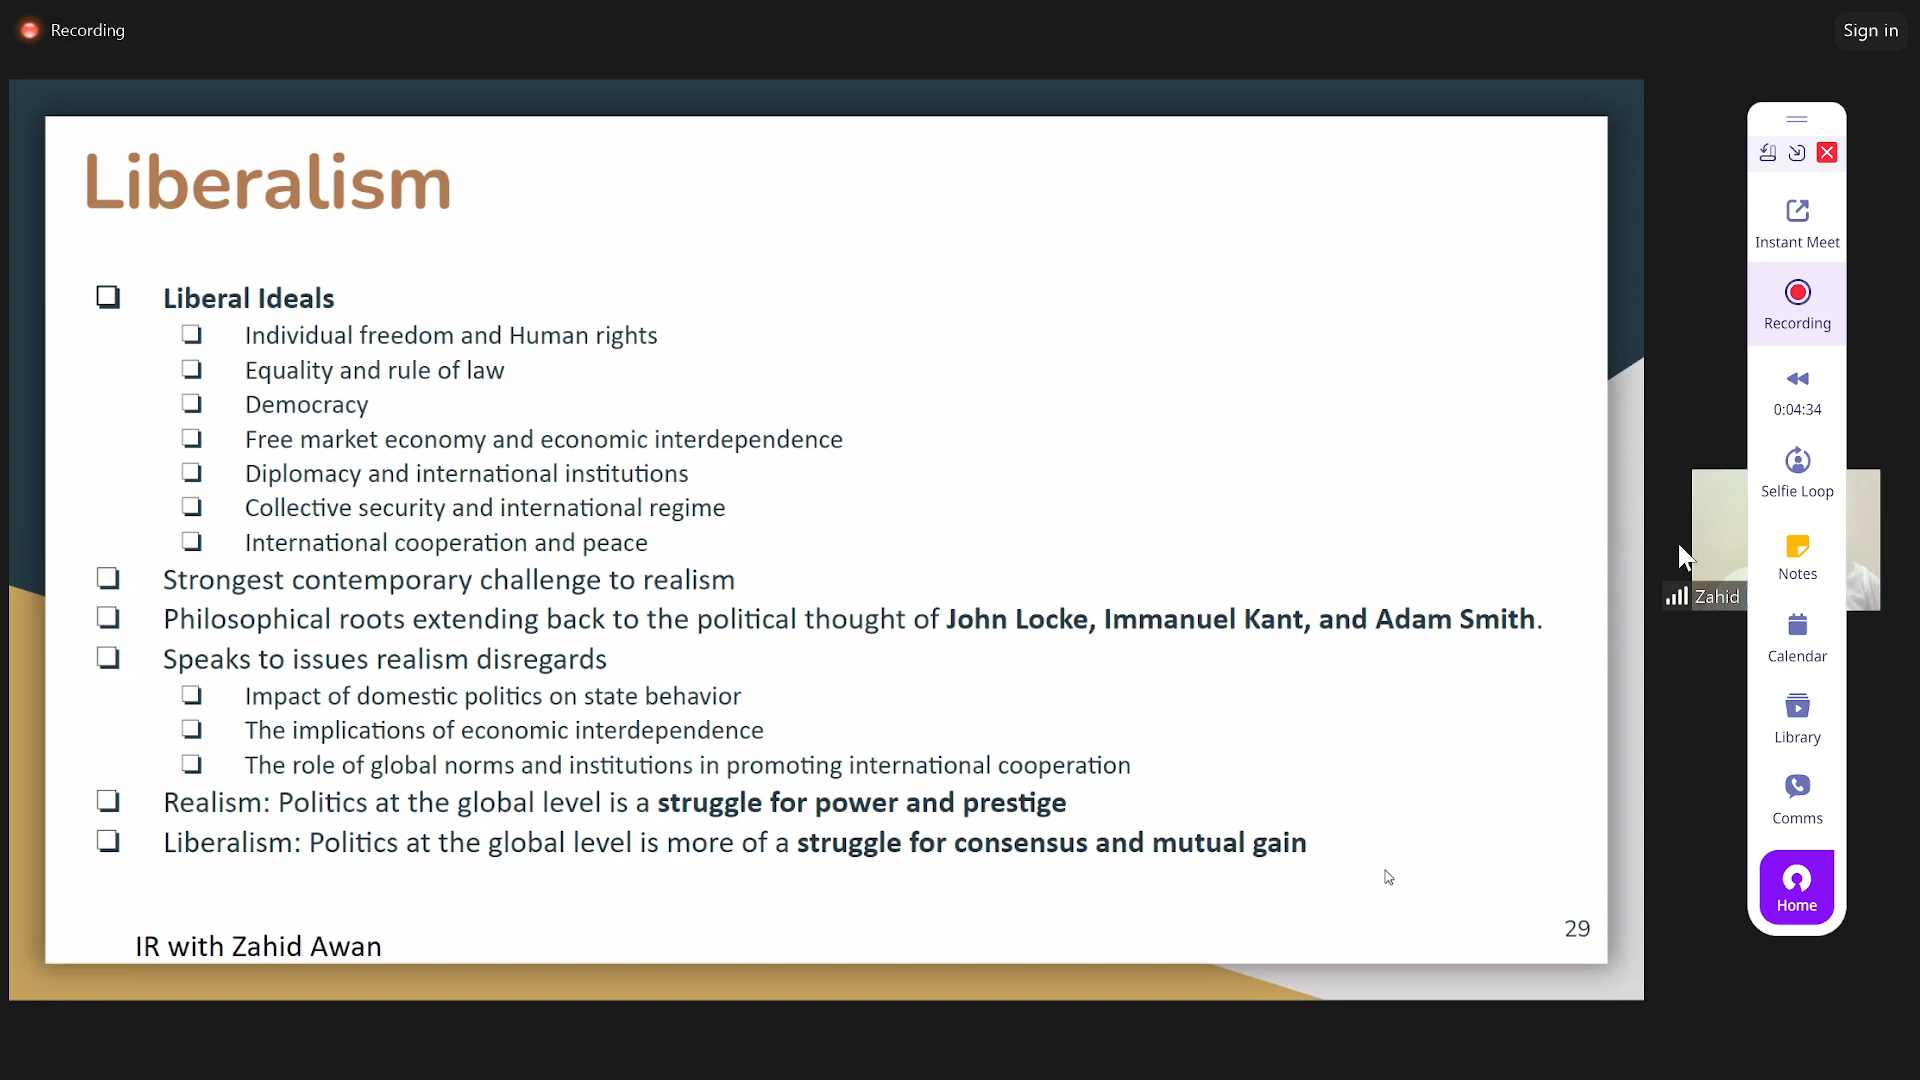 Recording
Sign in
Liberalism
Liberal Ideals
Individual freedom and Human rights
Equality and rule of law
Democracy
Free market economy and economic interdependence
Diplomacy and international institutions
Collective security and international regime
International cooperation and peace
Strongest contemporary challenge to realism
Philosophical roots extending back to the political thought of John Locke, Immanuel Kant, and Adam Smith.
Speaks to issues realism disregards
Impact of domestic politics on state behavior
The implications of economic interdependence
The role of global norms and institutions in promoting international cooperation
Realism: Politics at the global level is a struggle for power and prestige
Liberalism: Politics at the global level is more of a struggle for consensus and mutual gain
29
IR with Zahid Awan
Instant Meet
Recording
0:04:34
Selfie Loop
Notes
Zahid
Calendar
Library
Comms
Home